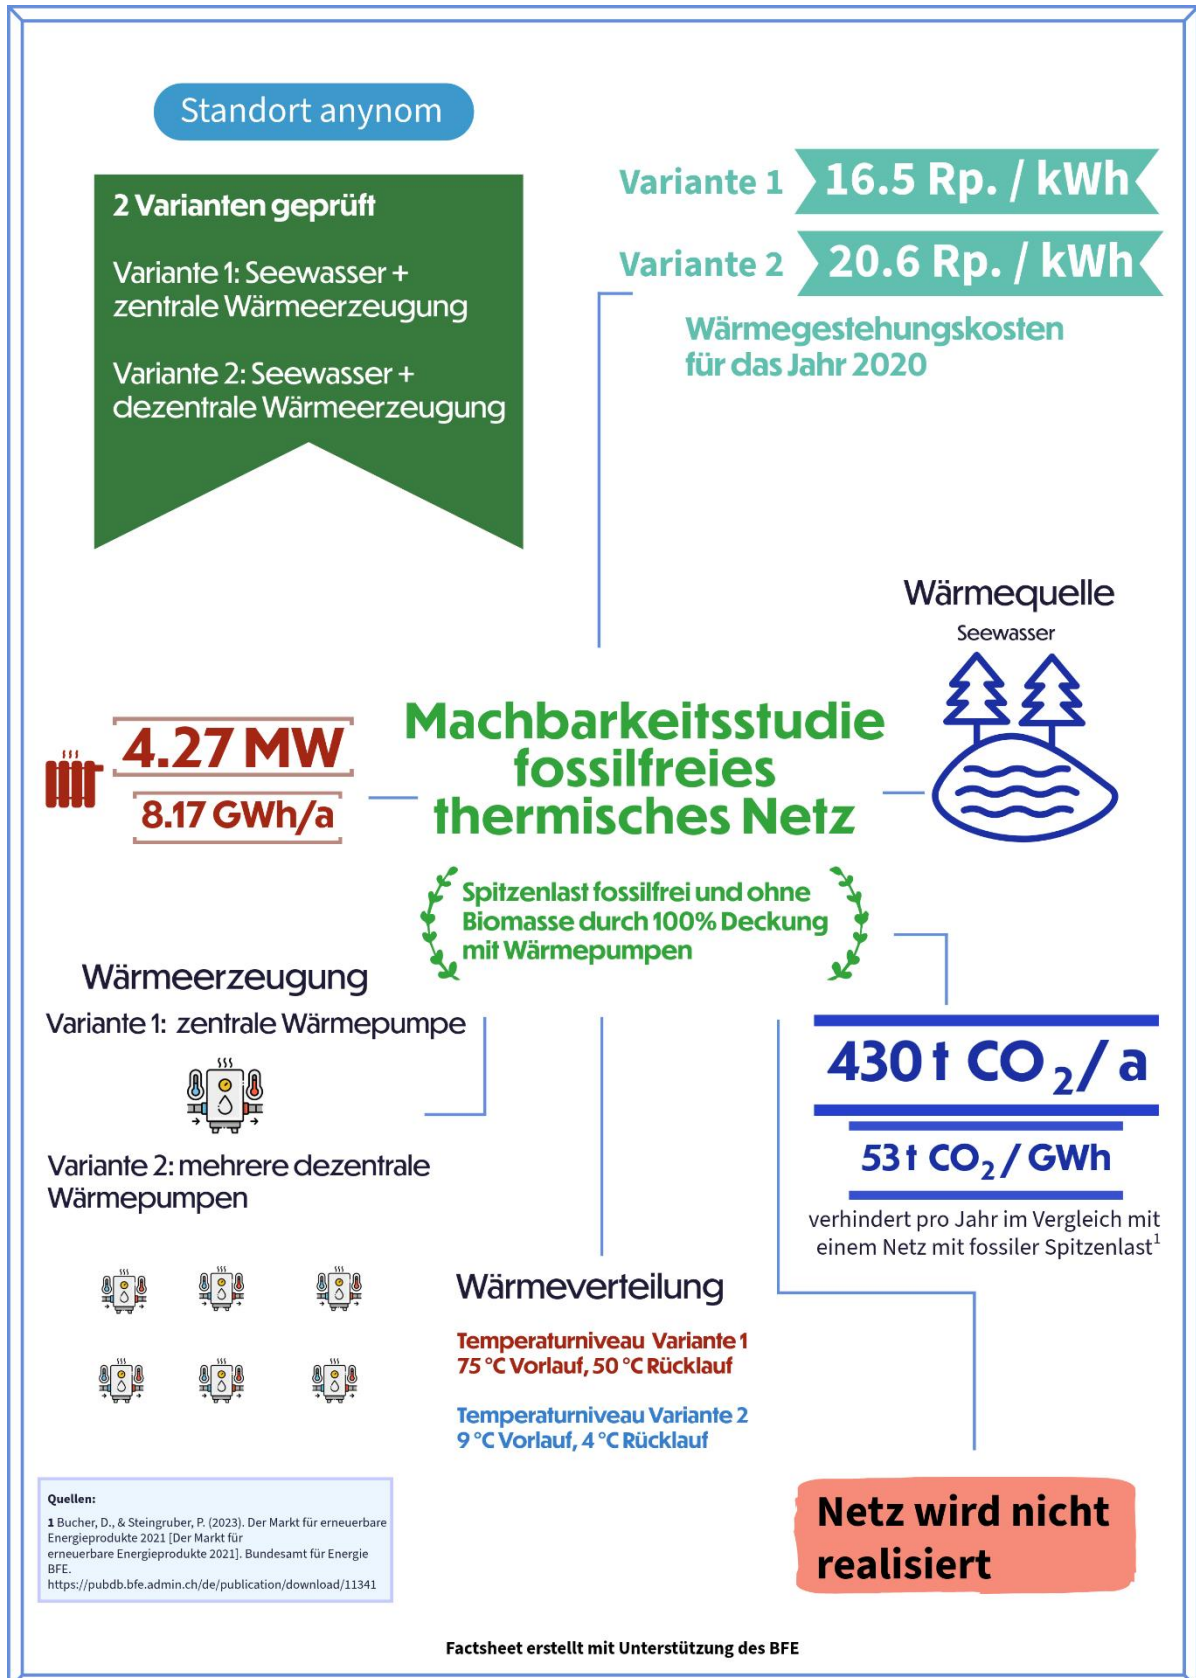 Standort anynom
2 Varianten geprüft
Variante 1: Seewasser +
zentrale Wärmeerzeugung
Variante 2: Seewasser +
dezentrale Wärmeerzeugung
Variante 1 16.5 Rp. / kWh
Variante 2 20.6 Rp. / kWh
Wärmegestehungskosten
für das Jahr 2020
Wärmequelle
Seewasser
4.27 MW
8.17 GWh/a
Machbarkeitsstudie
fossilfreies
thermisches Netz
Spitzenlast fossilfrei und ohne
Biomasse durch 100% Deckung
mit Wärmepumpen
Wärmeerzeugung
Variante 1: zentrale Wärmepumpe
Variante 2: mehrere dezentrale
Wärmepumpen
430 t CO₂/ a
53 t CO₂ / GWh
verhindert pro Jahr im Vergleich mit
einem Netz mit fossiler Spitzenlast¹
Wärmeverteilung
Temperaturniveau Variante 1
75 °C Vorlauf, 50 °C Rücklauf
Temperaturniveau Variante 2
9 °C Vorlauf, 4 °C Rücklauf
Quellen:
1 Bucher, D., & Steingruber, P. (2023). Der Markt für erneuerbare
Energieprodukte 2021 [Der Markt für
erneuerbare Energieprodukte 2021]. Bundesamt für Energie
BFE.
https://pubdb.bfe.admin.ch/de/publication/download/11341
Netz wird nicht
realisiert
Factsheet erstellt mit Unterstützung des BFE